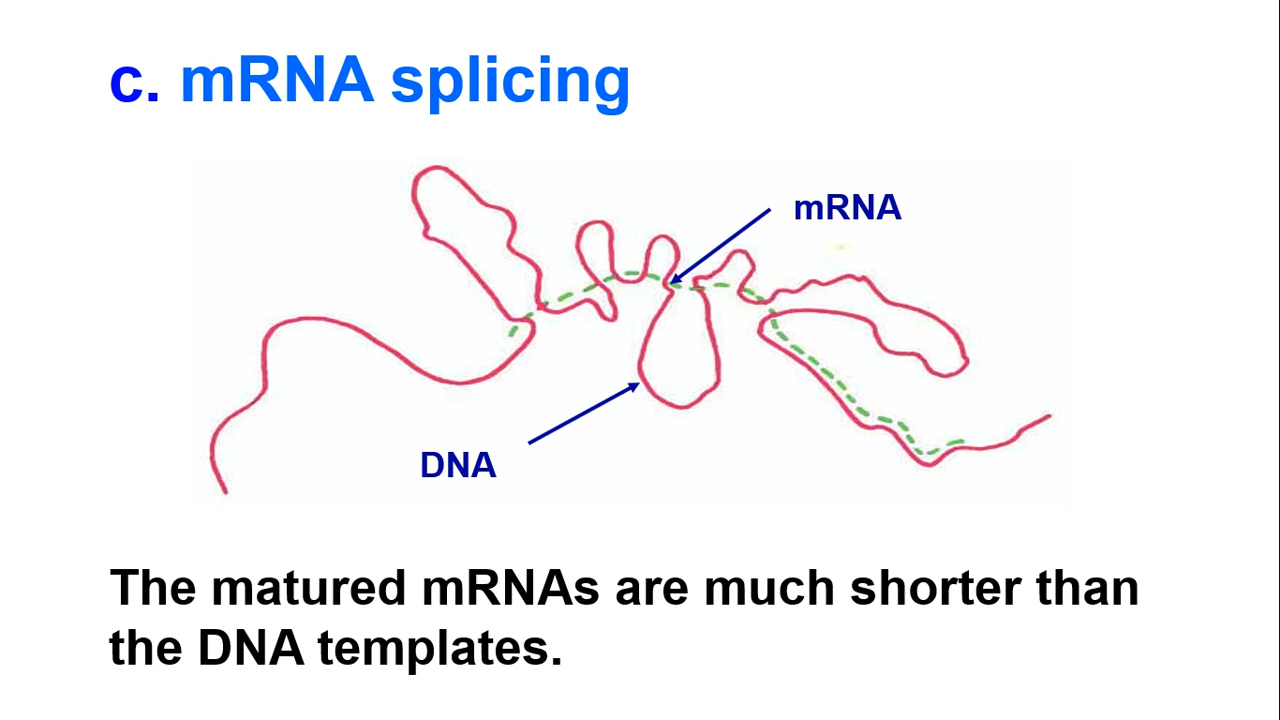 c. mRNA splicing
mRNA
DNA
The matured mRNAs are much shorter than
the DNA templates.